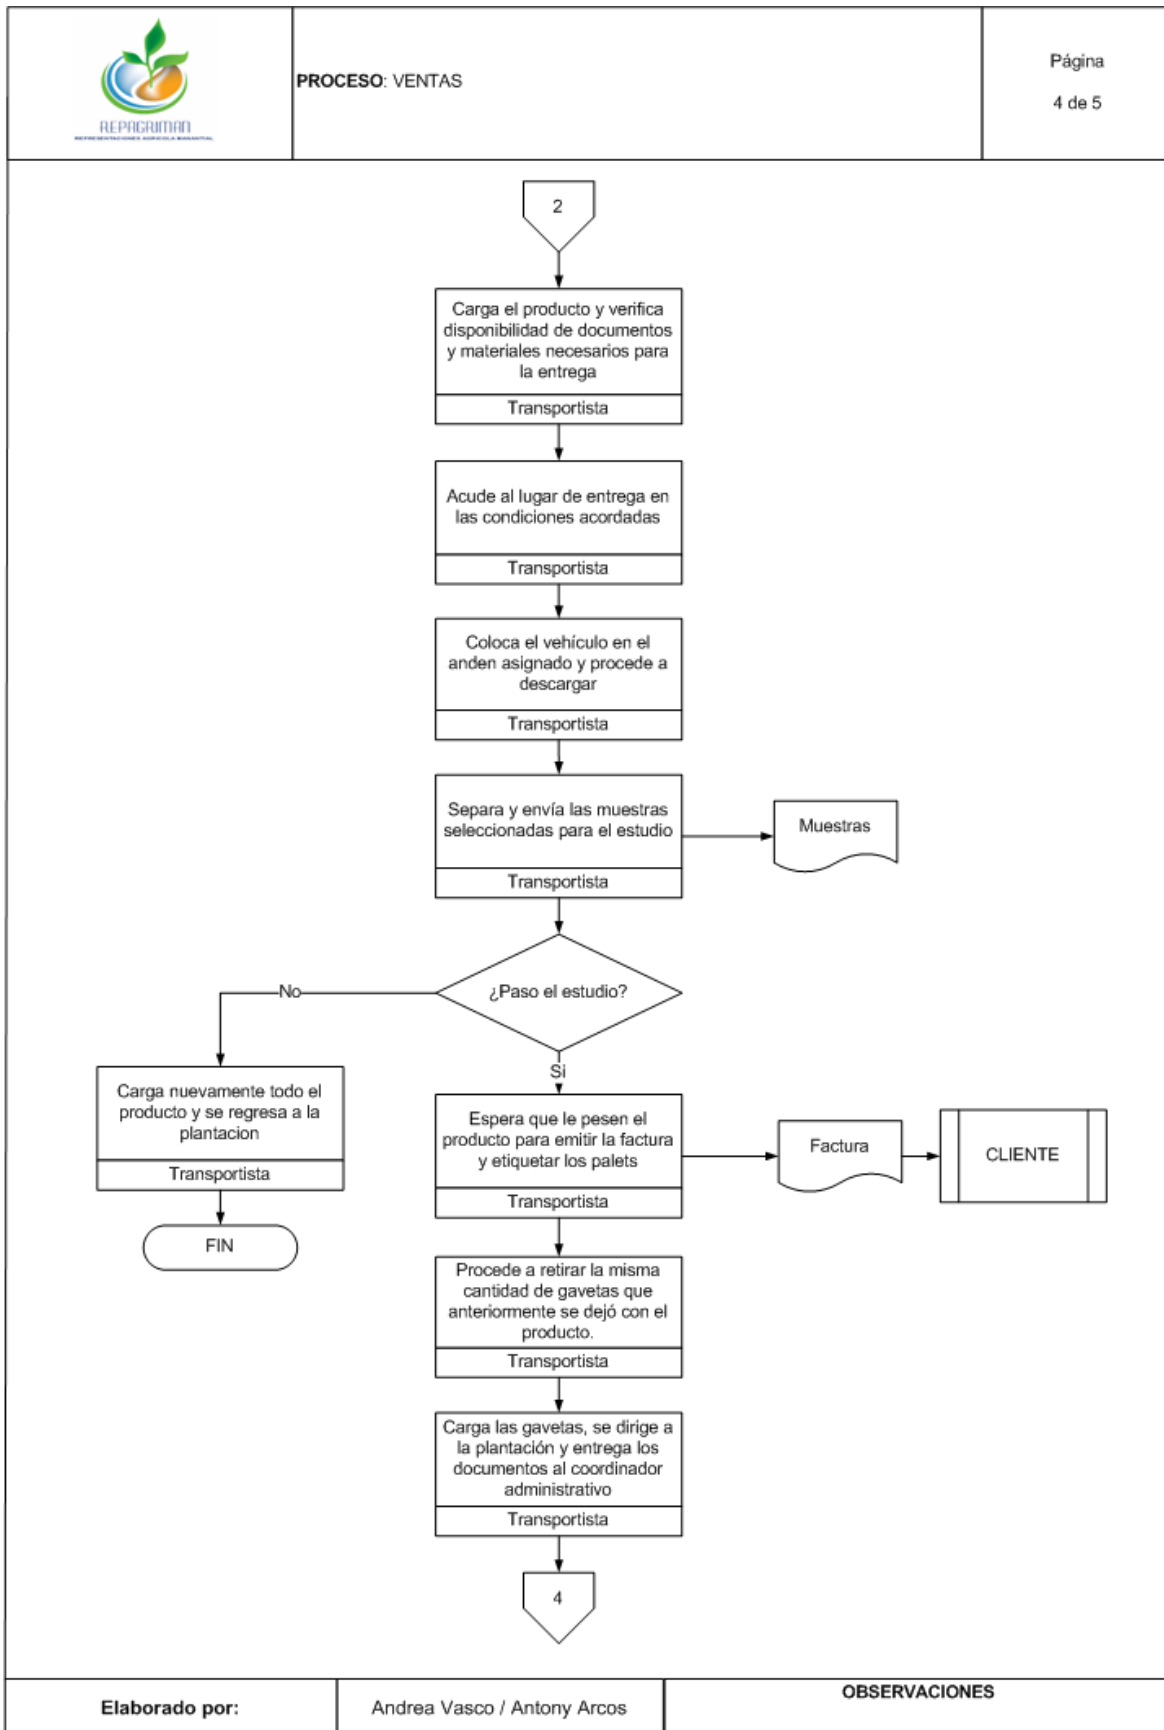 REPAGRIMAN
REPRESENTACIONES AGRICOLA MANANTIAL
PROCESO: VENTAS
Página
4 de 5
2
Carga el producto y verifica
disponibilidad de documentos
y materiales necesarios para
la entrega
Transportista
Acude al lugar de entrega en
las condiciones acordadas
Transportista
Coloca el vehículo en el
anden asignado y procede a
descargar
Transportista
Separa y envía las muestras
seleccionadas para el estudio
Transportista
Muestras
¿Paso el estudio?
No
Si
Carga nuevamente todo el
producto y se regresa a la
plantacion
Transportista
FIN
Espera que le pesen el
producto para emitir la factura
y etiquetar los palets
Transportista
Factura
CLIENTE
Procede a retirar la misma
cantidad de gavetas que
anteriormente se dejó con el
producto.
Transportista
Carga las gavetas, se dirige a
la plantación y entrega los
documentos al coordinador
administrativo
Transportista
4
Elaborado por:
Andrea Vasco / Antony Arcos
OBSERVACIONES